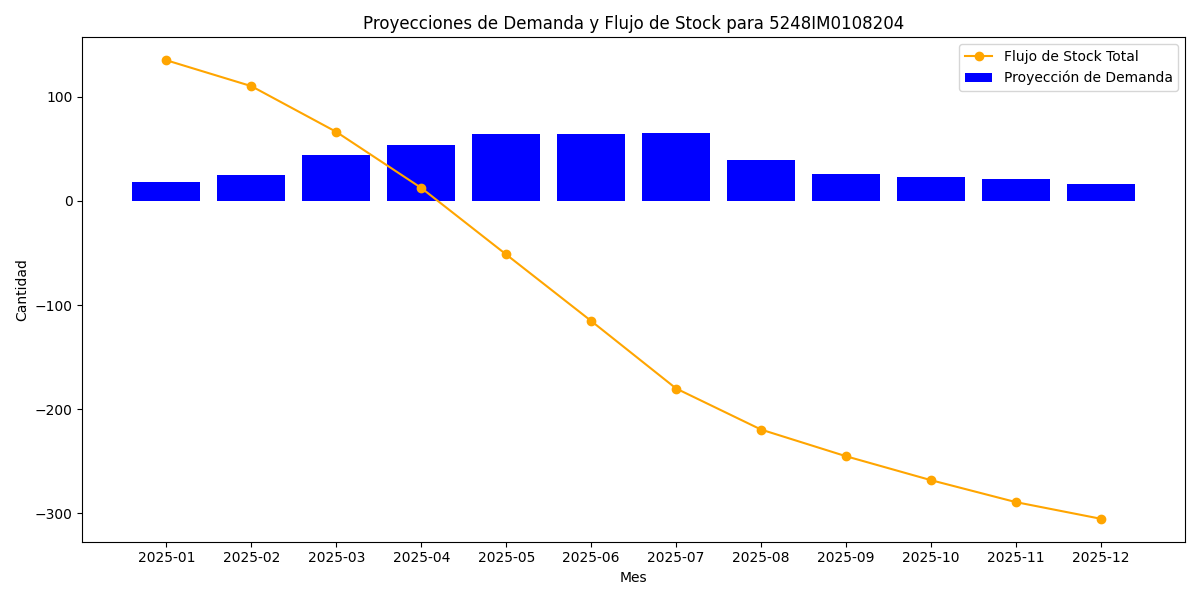 Proyecciones de Demanda y Flujo de Stock para 5248IM0108204
Flujo de Stock Total
Proyección de Demanda
100
0
−100
−200
−300
Cantidad
2025-01 2025-02 2025-03 2025-04 2025-05 2025-06 2025-07 2025-08 2025-09 2025-10 2025-11 2025-12
Mes